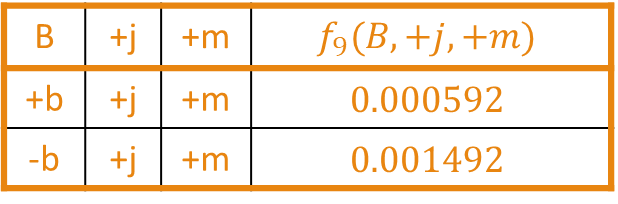 B +j +m f₉(B, +j, +m)
+b +j +m 0.000592
-b +j +m 0.001492